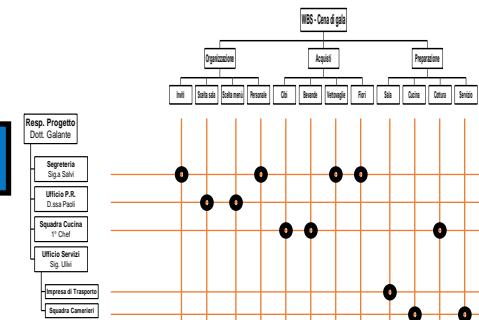 WBS - Cena di gala
Organizzazione Acquisti Preparazione
Inviti Scelta sala Scelta menù Personale Cibi Bevande Vettovaglie Fiori Sala Cucina Cottura Servizio
Resp. Progetto
Dott. Galante
Segreteria
Sig.a Salvi
Ufficio P.R.
D.ssa Paoli
Squadra Cucina
1° Chef
Ufficio Servizi
Sig. Ulivi
Impresa di Trasporto
Squadra Camerieri